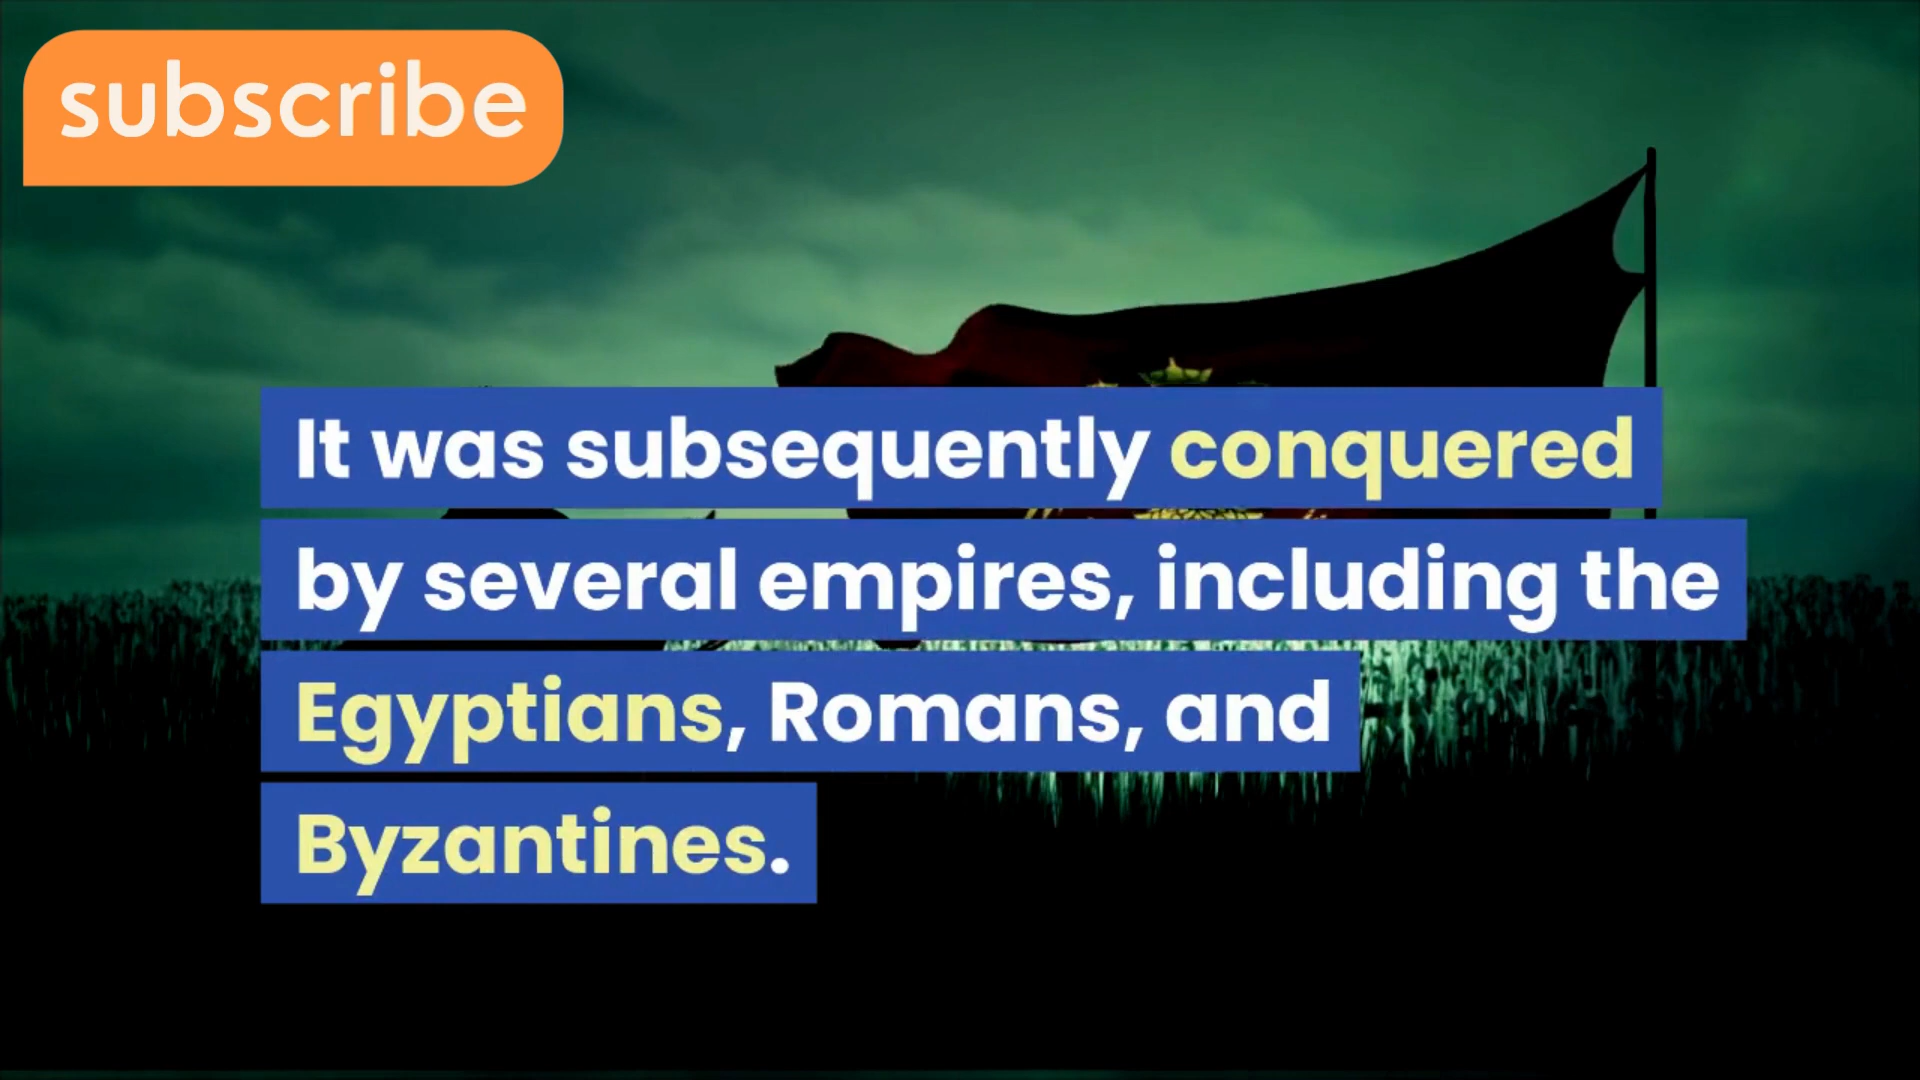 subscribe
It was subsequently conquered
by several empires, including the
Egyptians, Romans, and
Byzantines.